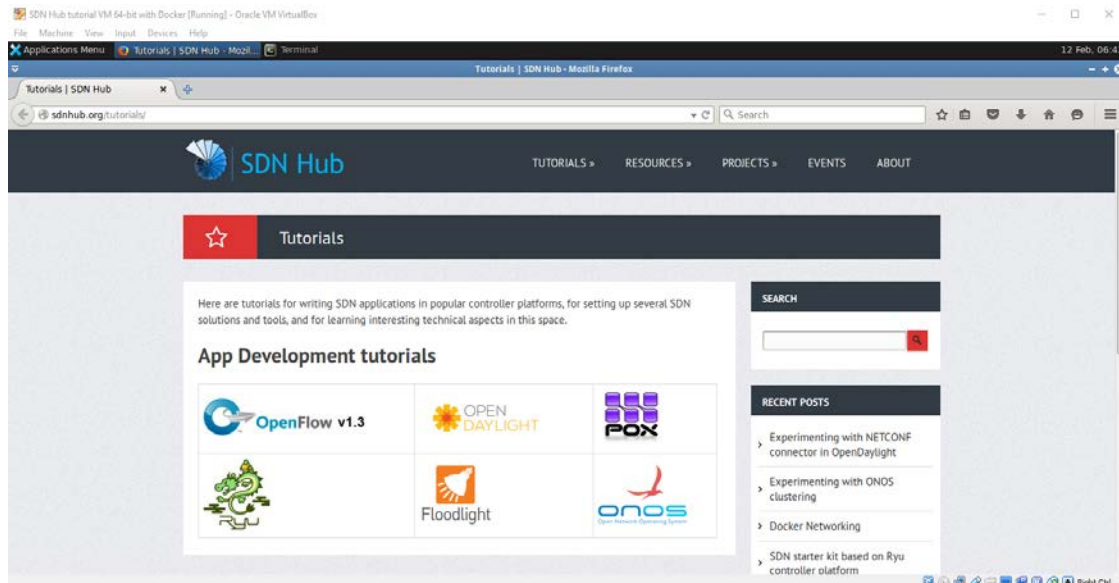 SDN Hub tutorial VM 64-bit with Docker [Running] - Oracle VM VirtualBox
File Machine View Input Devices Help
Applications Menu Tutorials | SDN Hub - Mozil... Terminal 12 Feb, 06:4
Tutorials | SDN Hub - Mozilla Firefox
Tutorials | SDN Hub
sdnhub.org/tutorials/ Search
SDN Hub TUTORIALS » RESOURCES » PROJECTS » EVENTS ABOUT
Tutorials
Here are tutorials for writing SDN applications in popular controller platforms, for setting up several SDN
solutions and tools, and for learning interesting technical aspects in this space.
App Development tutorials
OpenFlow v1.3
OPEN
DAYLIGHT
POX
RYU
Floodlight
onos
Open Network Operating System
SEARCH
RECENT POSTS
Experimenting with NETCONF
connector in OpenDaylight
Experimenting with ONOS
clustering
Docker Networking
SDN starter kit based on Ryu
controller platform
Right Ctrl